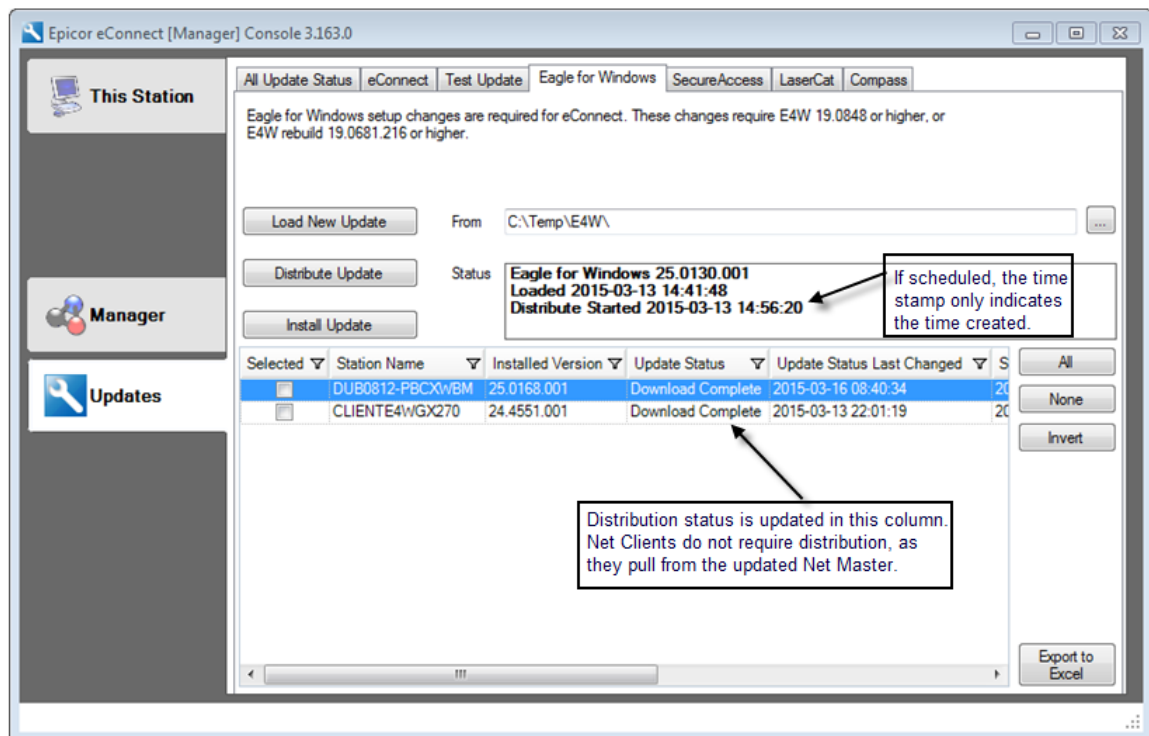 Epicor eConnect [Manager] Console 3.163.0
This Station
Manager
Updates
All Update Status eConnect Test Update Eagle for Windows SecureAccess LaserCat Compass
Eagle for Windows setup changes are required for eConnect. These changes require E4W 19.0848 or higher, or
E4W rebuild 19.0681.216 or higher.
Load New Update From C:\Temp\E4W\ ...
Distribute Update Status Eagle for Windows 25.0130.001
Loaded 2015-03-13 14:41:48
Distribute Started 2015-03-13 14:56:20
Install Update
If scheduled, the time
stamp only indicates
the time created.
Selected Station Name Installed Version Update Status Update Status Last Changed S
DUB0812-PBCXWBM 25.0168.001 Download Complete 2015-03-16 08:40:34 20
CLIENTE4WGX270 24.4551.001 Download Complete 2015-03-13 22:01:19 20
All
None
Invert
Distribution status is updated in this column.
Net Clients do not require distribution, as
they pull from the updated Net Master.
Export to
Excel